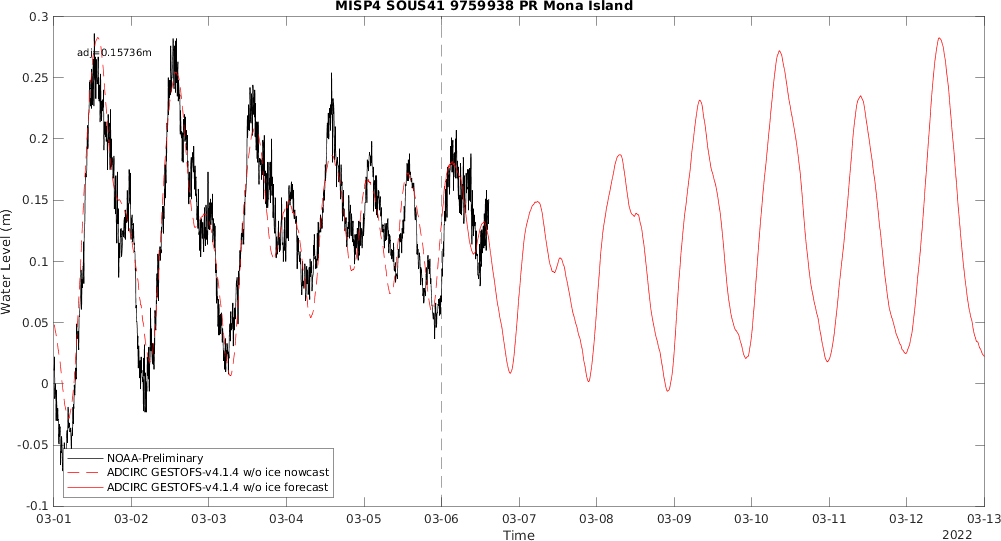 MISP4 SOUS41 9759938 PR Mona Island
adj=0.15736m
Water Level (m)
0.3
0.25
0.2
0.15
0.1
0.05
0
-0.05
-0.1
NOAA-Preliminary
ADCIRC GESTOFS-v4.1.4 w/o ice nowcast
ADCIRC GESTOFS-v4.1.4 w/o ice forecast
03-01 03-02 03-03 03-04 03-05 03-06 03-07 03-08 03-09 03-10 03-11 03-12 03-13
Time
2022